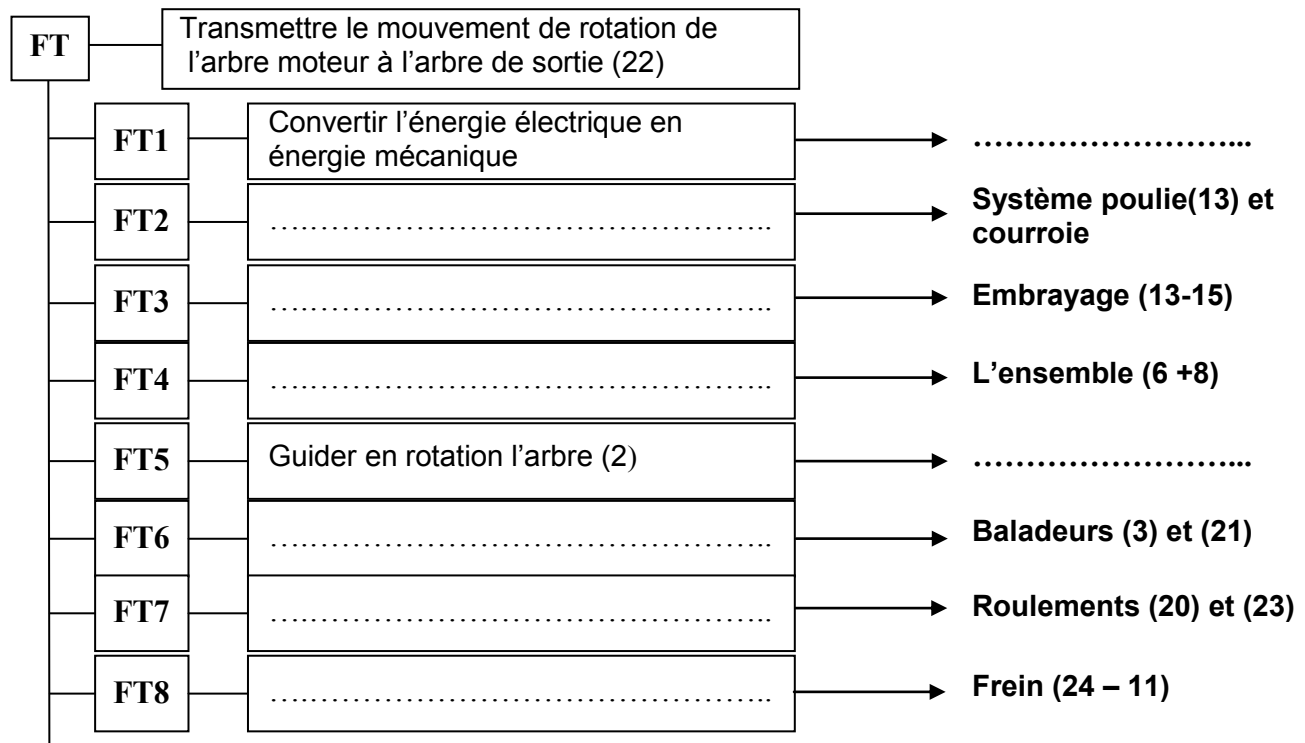 FT
Transmettre le mouvement de rotation de
l’arbre moteur à l’arbre de sortie (22)
FT1
Convertir l’énergie électrique en
énergie mécanique
……………………...
FT2
….……………………………………..
Système poulie(13) et
courroie
FT3
….……………………………………..
Embrayage (13-15)
FT4
….……………………………………..
L’ensemble (6 +8)
FT5
Guider en rotation l’arbre (2)
……………………...
FT6
….……………………………………..
Baladeurs (3) et (21)
FT7
….……………………………………..
Roulements (20) et (23)
FT8
….……………………………………..
Frein (24 – 11)